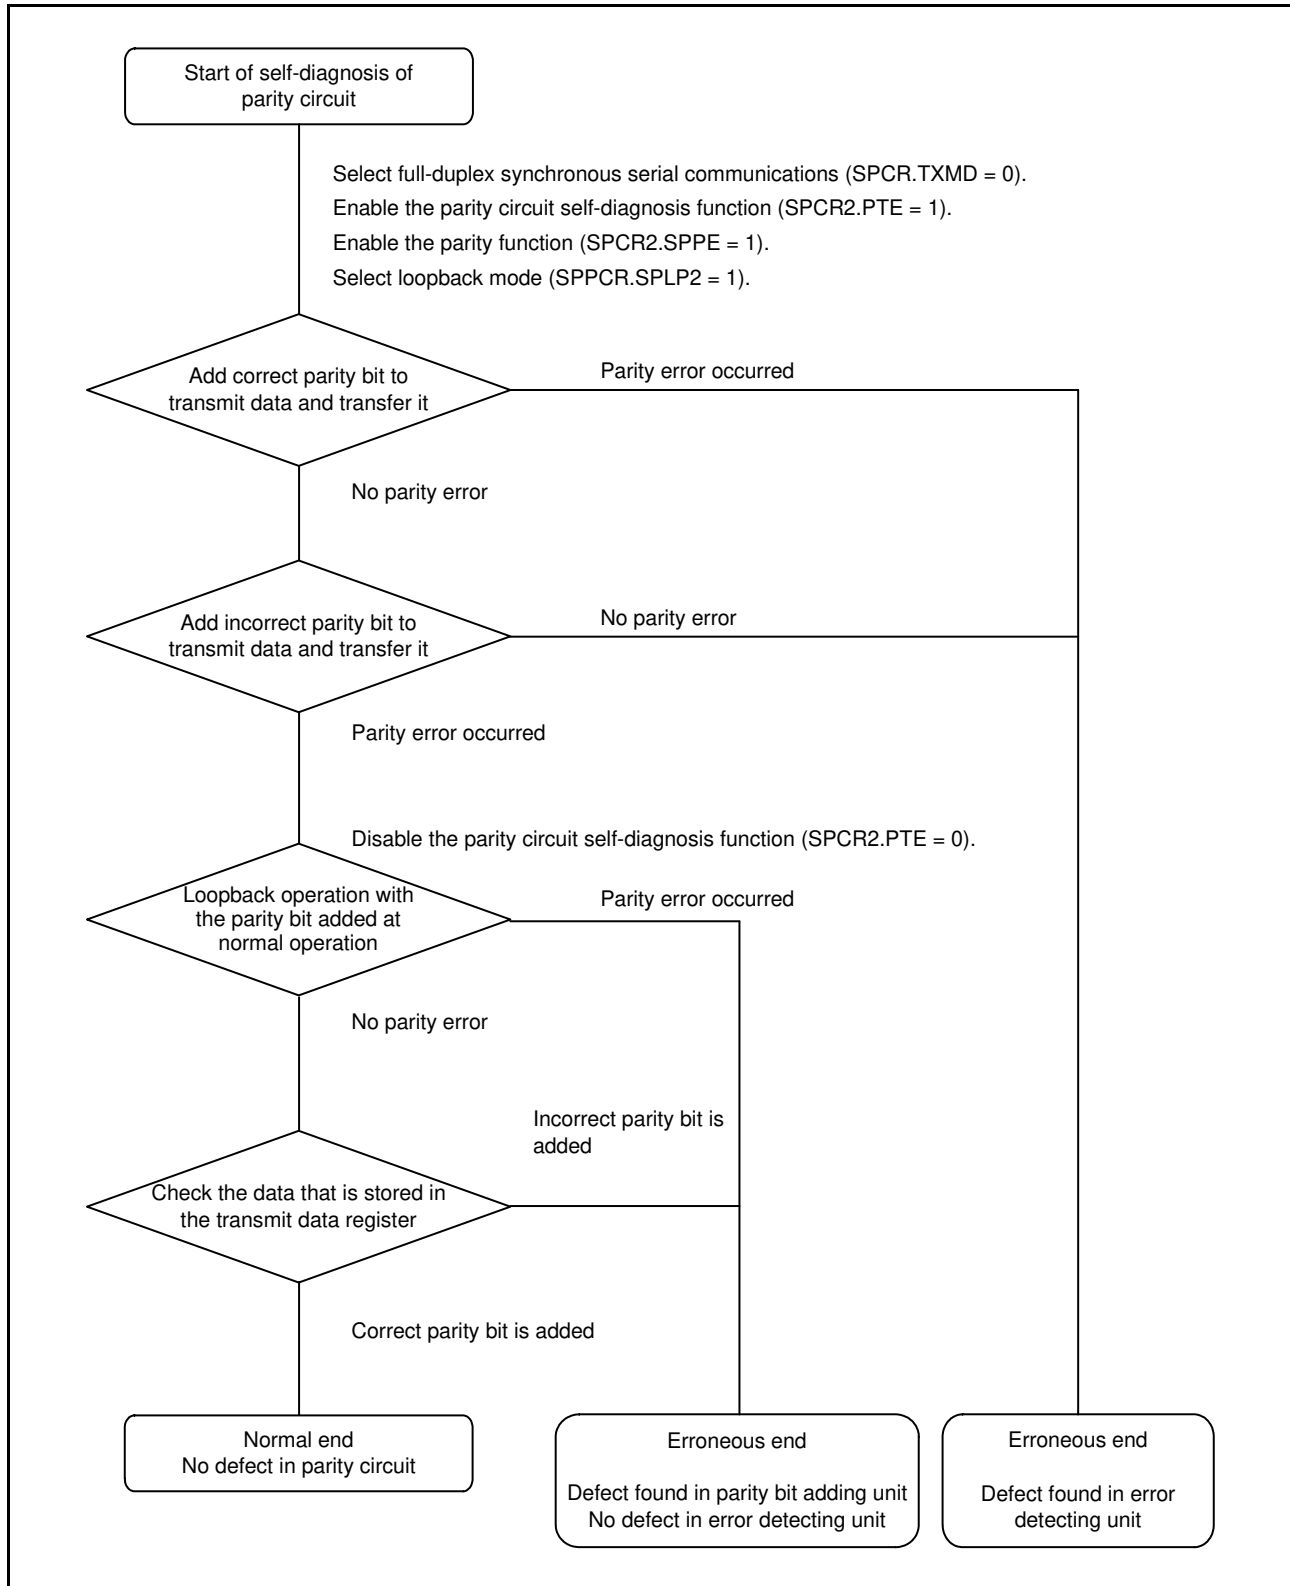 Start of self-diagnosis of
parity circuit
Select full-duplex synchronous serial communications (SPCR.TXMD = 0).
Enable the parity circuit self-diagnosis function (SPCR2.PTE = 1).
Enable the parity function (SPCR2.SPPE = 1).
Select loopback mode (SPPCR.SPLP2 = 1).
Add correct parity bit to
transmit data and transfer it
Parity error occurred
No parity error
Add incorrect parity bit to
transmit data and transfer it
No parity error
Parity error occurred
Disable the parity circuit self-diagnosis function (SPCR2.PTE = 0).
Loopback operation with
the parity bit added at
normal operation
Parity error occurred
No parity error
Incorrect parity bit is
added
Check the data that is stored in
the transmit data register
Correct parity bit is added
Normal end
No defect in parity circuit
Erroneous end
Defect found in parity bit adding unit
No defect in error detecting unit
Erroneous end
Defect found in error
detecting unit